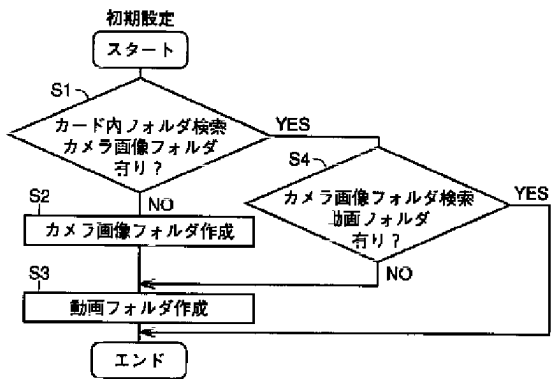 初期設定
スタート
S1
カード内フォルダ検索
カメラ画像フォルダ
有り？
YES
NO
S4
カメラ画像フォルダ検索
動画フォルダ
有り？
YES
NO
S2
カメラ画像フォルダ作成
S3
動画フォルダ作成
エンド